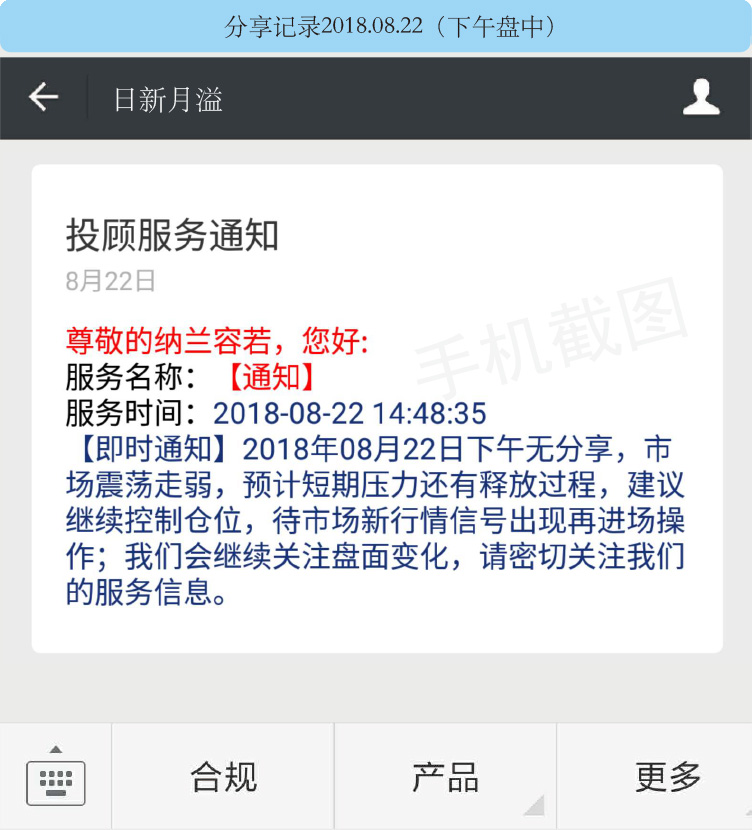 分享记录2018.08.22（下午盘中）
日新月溢
投顾服务通知
8月22日
尊敬的纳兰容若，您好:
手机截图
服务名称：【通知】
服务时间：2018-08-22 14:48:35
【即时通知】2018年08月22日下午无分享，市
场震荡走弱，预计短期压力还有释放过程，建议
继续控制仓位，待市场新行情信号出现再进场操
作；我们会继续关注盘面变化，请密切关注我们
的服务信息。
合规
产品
更多